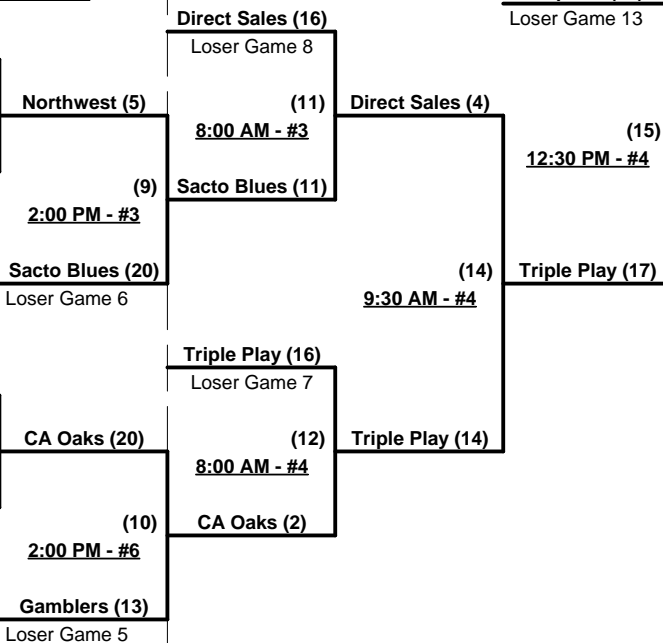 Direct Sales (16)
Loser Game 13
Loser Game 8
Northwest (5)
(11)
Direct Sales (4)
8:00 AM - #3
(15)
12:30 PM - #4
(9)
Sacto Blues (11)
2:00 PM - #3
Sacto Blues (20)
(14)
Triple Play (17)
Loser Game 6
9:30 AM - #4
Triple Play (16)
Loser Game 7
CA Oaks (20)
(12)
Triple Play (14)
8:00 AM - #4
(10)
CA Oaks (2)
2:00 PM - #6
Gamblers (13)
Loser Game 5